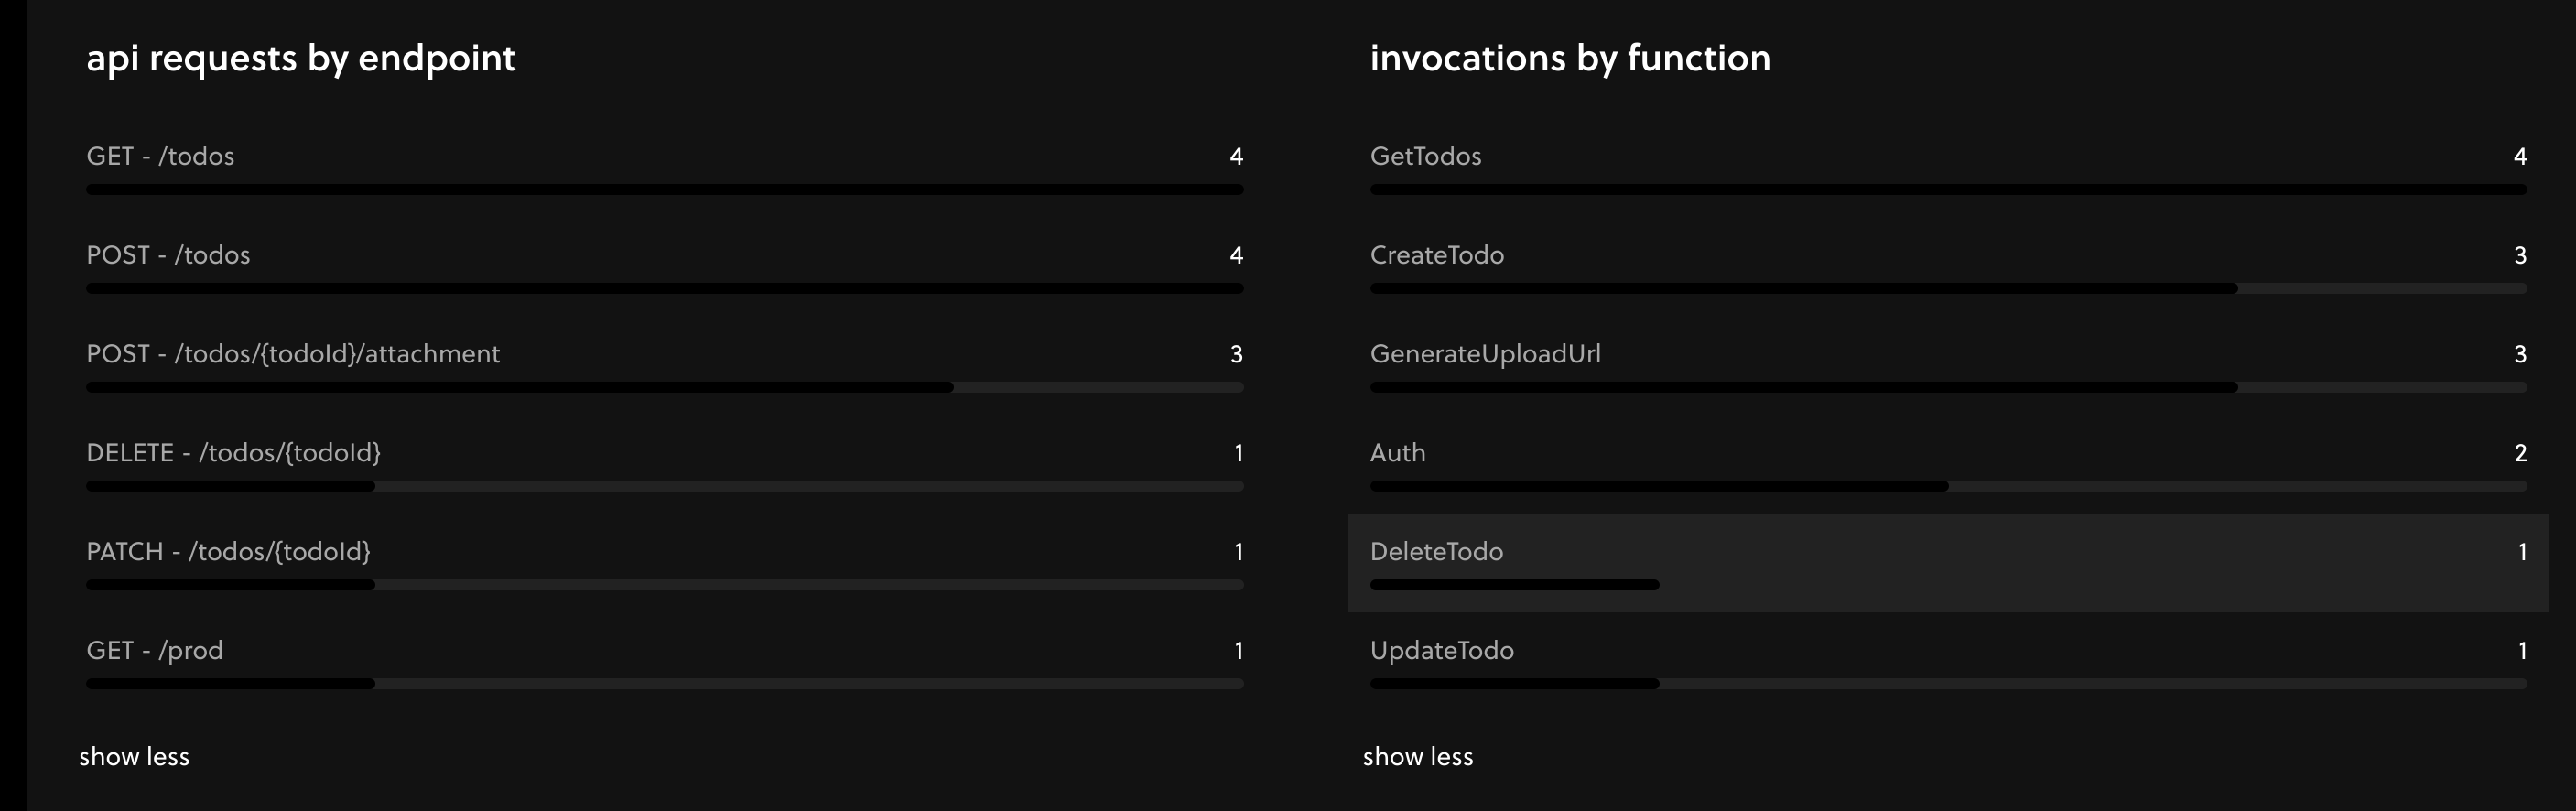 api requests by endpoint
GET - /todos 4
POST - /todos 4
POST - /todos/{todoId}/attachment 3
DELETE - /todos/{todoId} 1
PATCH - /todos/{todoId} 1
GET - /prod 1
show less
invocations by function
GetTodos 4
CreateTodo 3
GenerateUploadUrl 3
Auth 2
DeleteTodo 1
UpdateTodo 1
show less